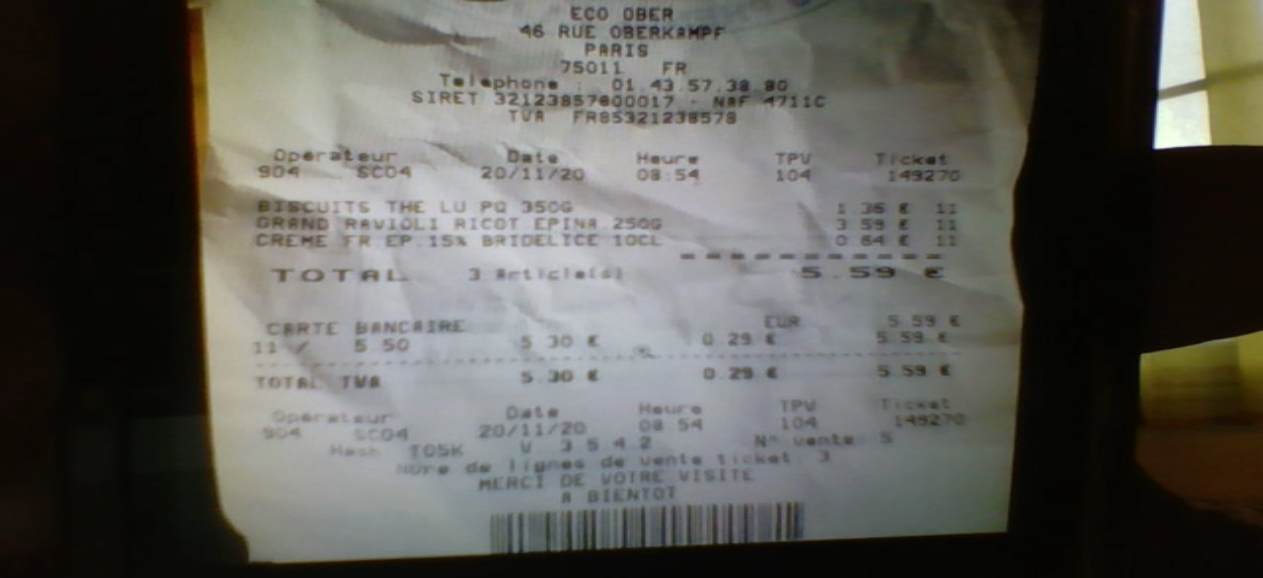 ECO OBER
46 RUE OBERKAMPF
PARIS
75011 FR
Telephone : 01.43.57.38.80
SIRET 32123857800017 - NAF 4711C
TVA FR85321238578
Opérateur Date Heure TPV Ticket
904 SC04 20/11/20 08:54 104 149270
BISCUITS THE LU PQ 350G 1.36 € 11
GRAND RAVIOLI RICOT EPINA 250G 3.59 € 11
CREME FR EP.15% BRIDELICE 10CL 0.64 € 11
TOTAL 3 Article(s) 5.59 €
CARTE BANCAIRE EUR 5.59 €
11 / 5.50 5.30 € 0.29 € 5.59 €
TOTAL TVA 5.30 € 0.29 € 5.59 €
Opérateur Date Heure TPV Ticket
904 SC04 20/11/20 08:54 104 149270
Hash TOSK V 3 5 4 2 N° vente 5
Nbre de lignes de vente ticket 3
MERCI DE VOTRE VISITE
A BIENTOT